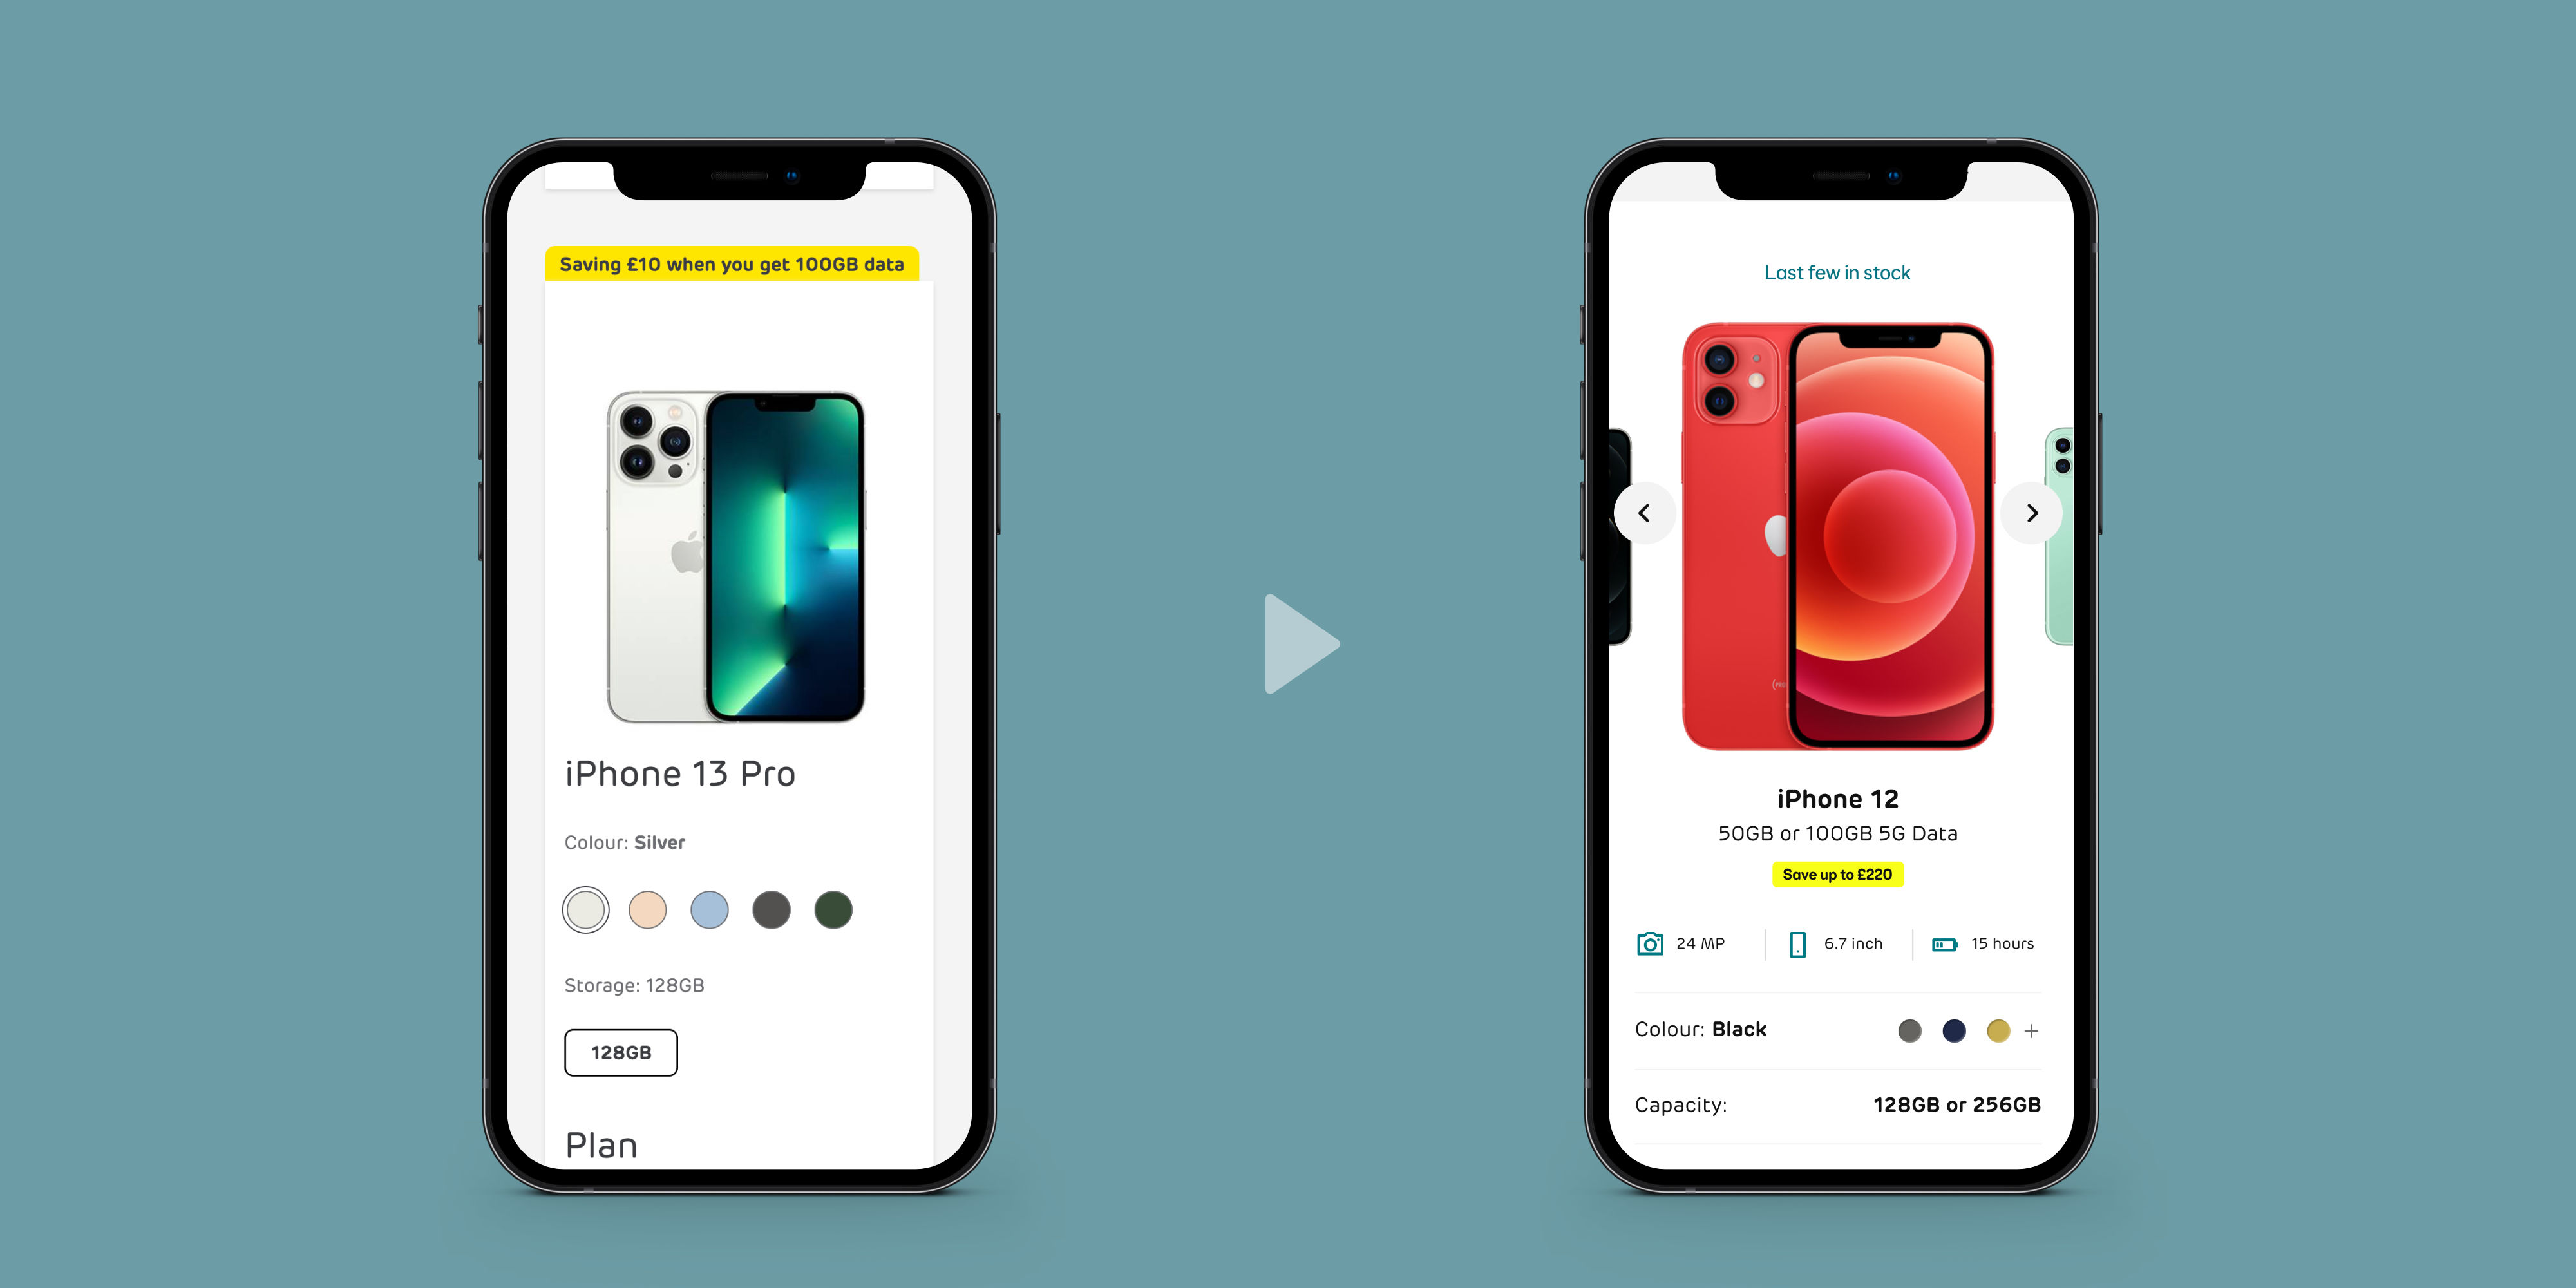 Saving £10 when you get 100GB data
iPhone 13 Pro
Colour: Silver
Storage: 128GB
128GB
Plan
Last few in stock
iPhone 12
50GB or 100GB 5G Data
Save up to £220
24 MP
6.7 inch
15 hours
Colour: Black
+
Capacity: 128GB or 256GB